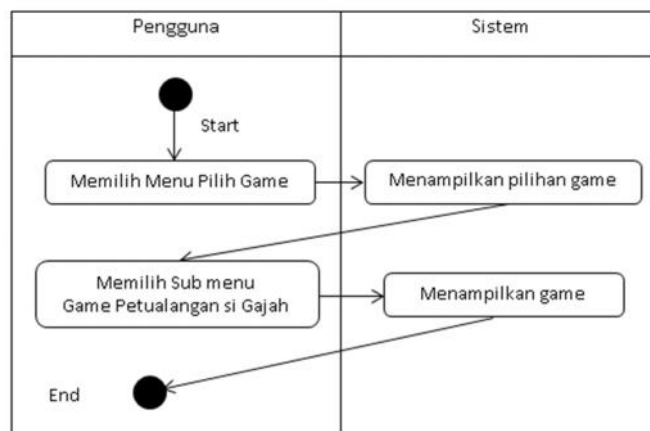 Pengguna
Sistem
Start
Memilih Menu Pilih Game
Menampilkan pilihan game
Memilih Sub menu
Game Petualangan si Gajah
Menampilkan game
End